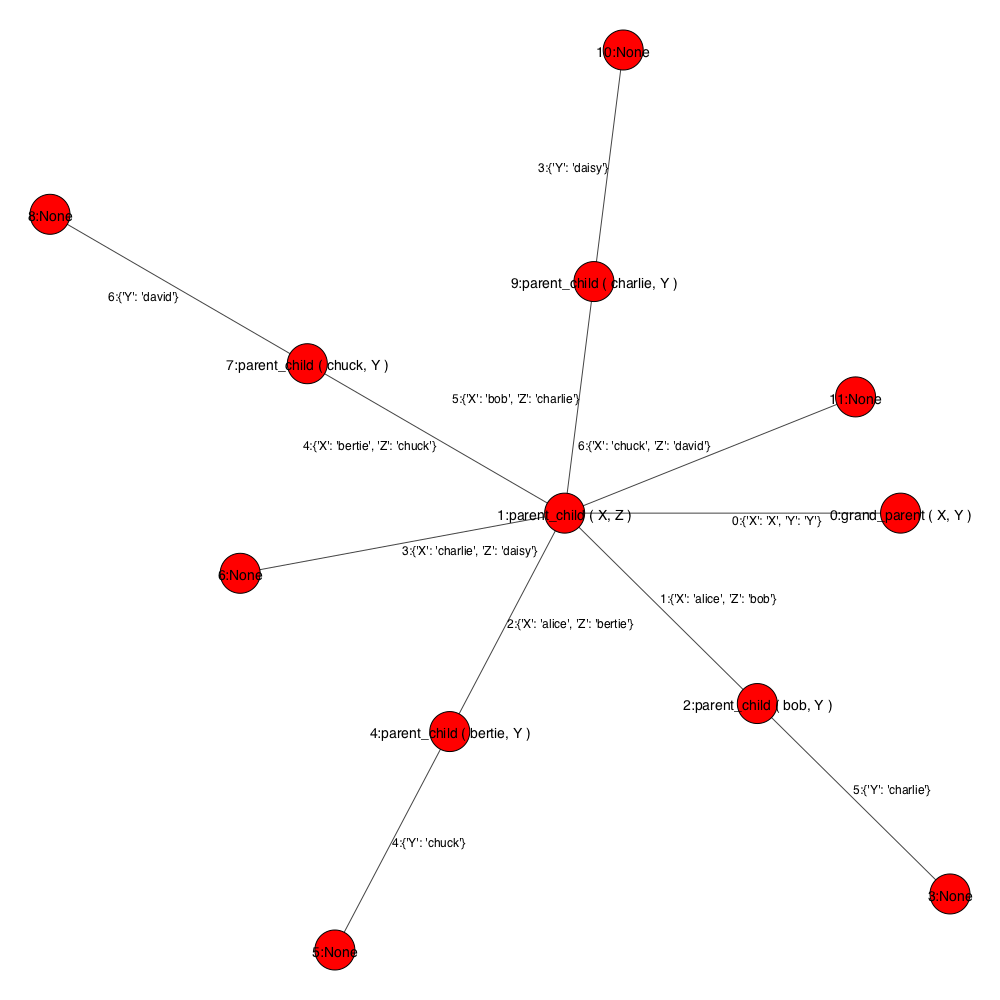 10:None
3:{'Y': 'daisy'}
8:None
9:parent_child ( charlie, Y )
6:{'Y': 'david'}
7:parent_child ( chuck, Y )
5:{'X': 'bob', 'Z': 'charlie'}
11:None
4:{'X': 'bertie', 'Z': 'chuck'}
6:{'X': 'chuck', 'Z': 'david'}
1:parent_child ( X, Z )
0:{'X': 'X', 'Y': 'Y'}
0:grand_parent ( X, Y )
3:{'X': 'charlie', 'Z': 'daisy'}
6:None
1:{'X': 'alice', 'Z': 'bob'}
2:{'X': 'alice', 'Z': 'bertie'}
2:parent_child ( bob, Y )
4:parent_child ( bertie, Y )
5:{'Y': 'charlie'}
4:{'Y': 'chuck'}
3:None
5:None